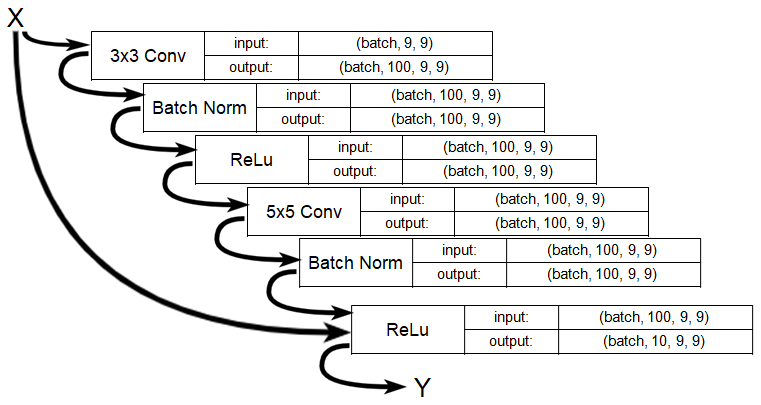 X
3x3 Conv
input: (batch, 9, 9)
output: (batch, 100, 9, 9)
Batch Norm
input: (batch, 100, 9, 9)
output: (batch, 100, 9, 9)
ReLu
input: (batch, 100, 9, 9)
output: (batch, 100, 9, 9)
5x5 Conv
input: (batch, 100, 9, 9)
output: (batch, 100, 9, 9)
Batch Norm
input: (batch, 100, 9, 9)
output: (batch, 100, 9, 9)
ReLu
input: (batch, 100, 9, 9)
output: (batch, 10, 9, 9)
Y